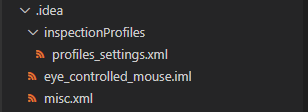 .idea
inspectionProfiles
profiles_settings.xml
eye_controlled_mouse.iml
misc.xml